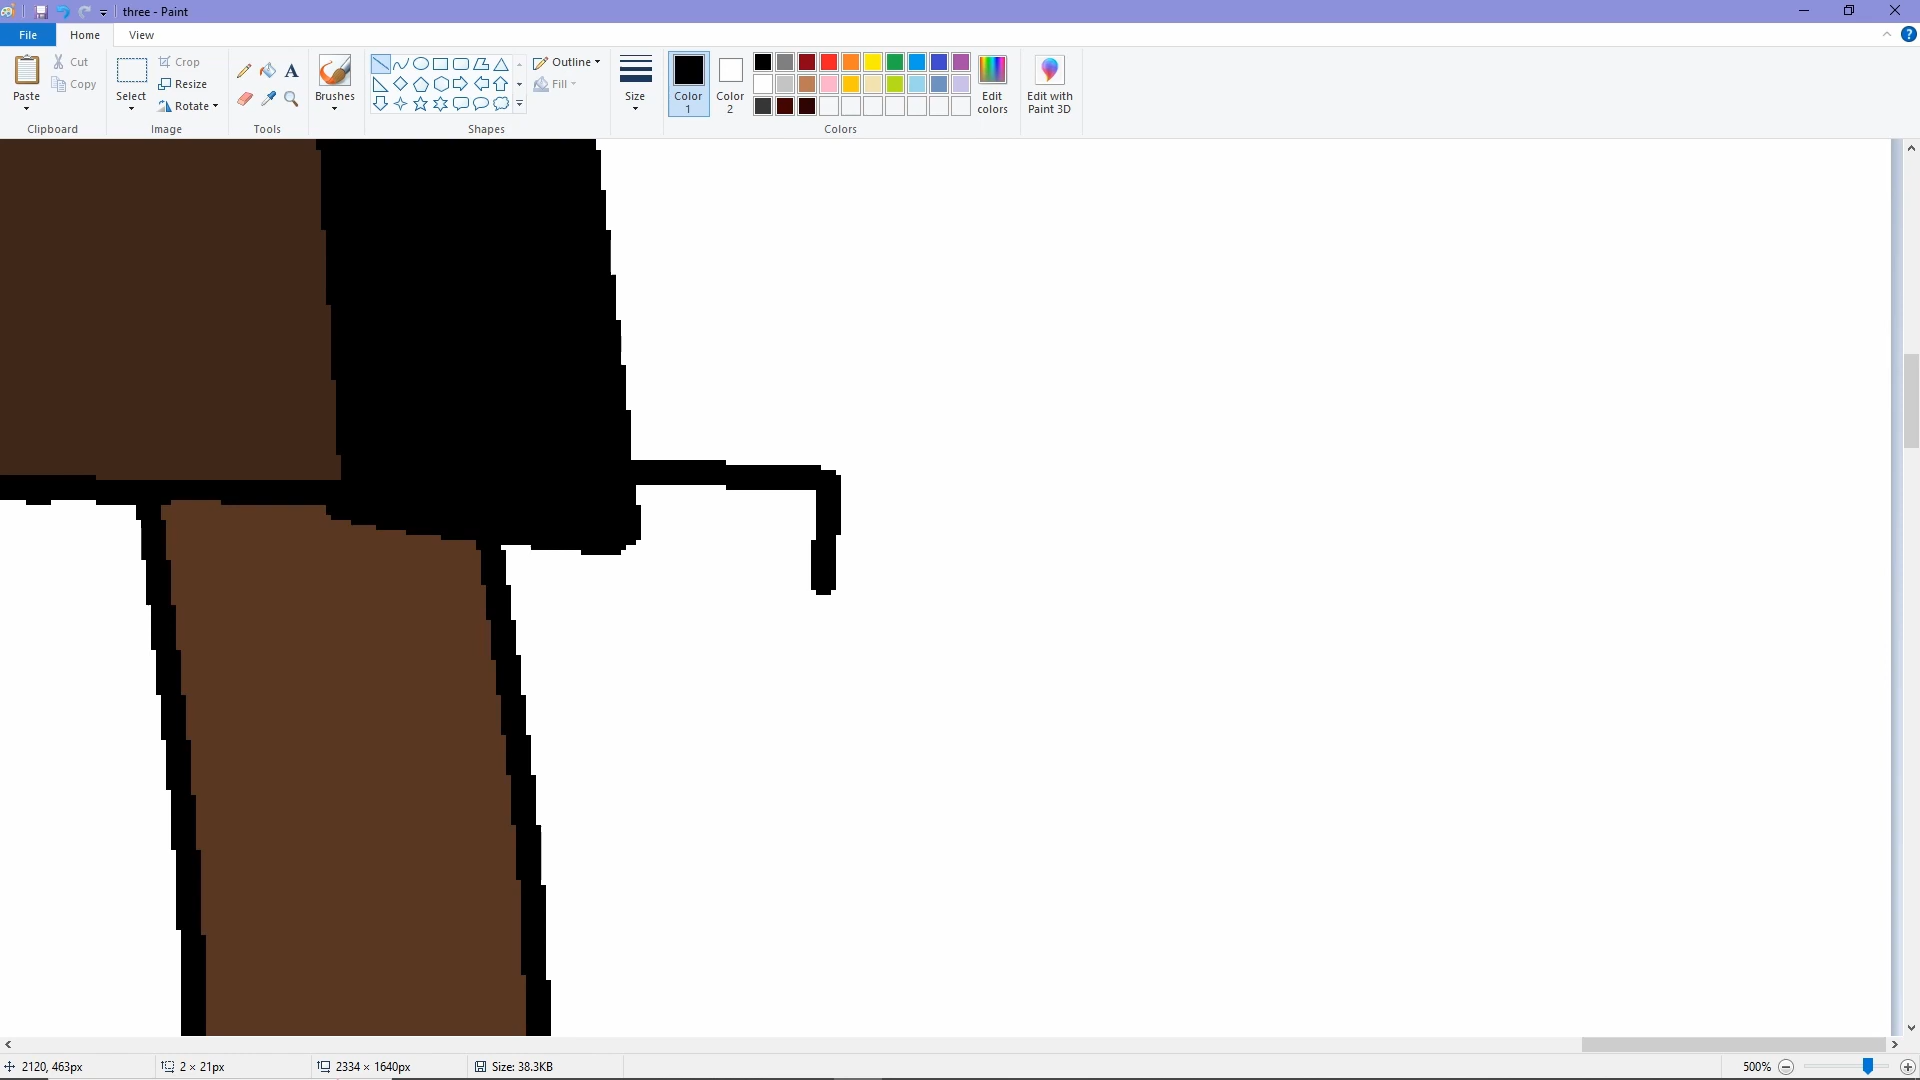 three - Paint
File Home View
Paste Cut Copy Clipboard
Select Crop Resize Rotate Image
A Tools
Brushes
Outline Fill Shapes
Size
Color 1 Color 2 Edit colors Colors
Edit with Paint 3D
2120, 463px 2 × 21px 2334 × 1640px Size: 38.3KB 500%